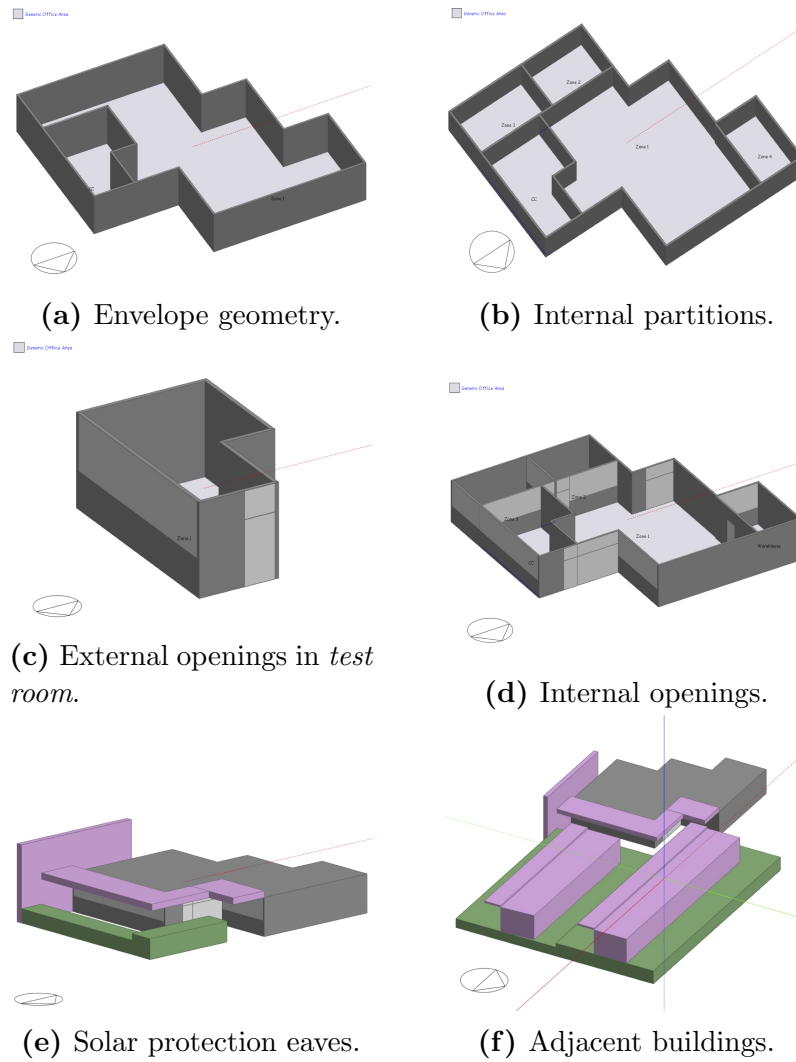 Generic Office Area
Generic Office Area
CC
Zone 1
Zone 2
Zone 3
Zone 1
Zone 4
CC
(a) Envelope geometry.
(b) Internal partitions.
Generic Office Area
Generic Office Area
Zone 1
Zone 2
Zone 3
Zone 1
Warehouse
CC
(c) External openings in test
room.
(d) Internal openings.
(e) Solar protection eaves.
(f) Adjacent buildings.